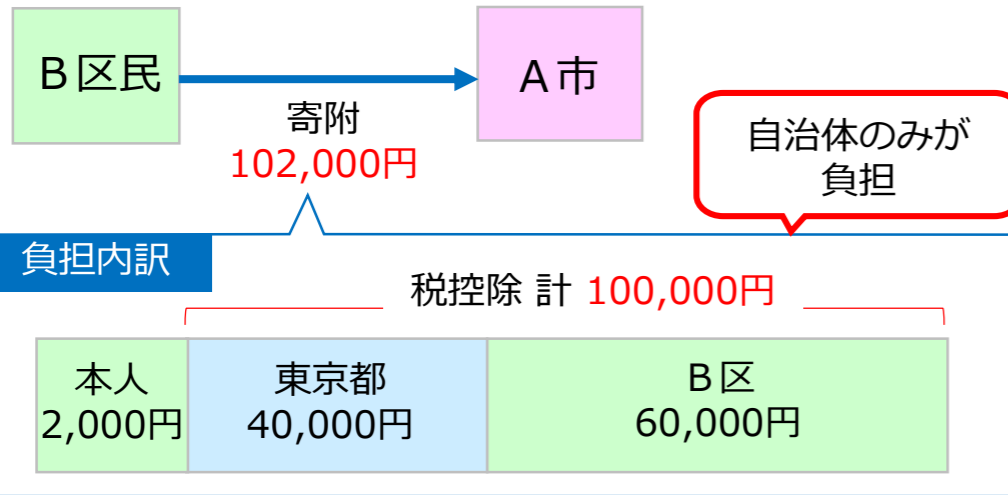 B区民
A市
寄附
102,000円
自治体のみが
負担
負担内訳
税控除 計 100,000円
本人
2,000円
東京都
40,000円
B区
60,000円